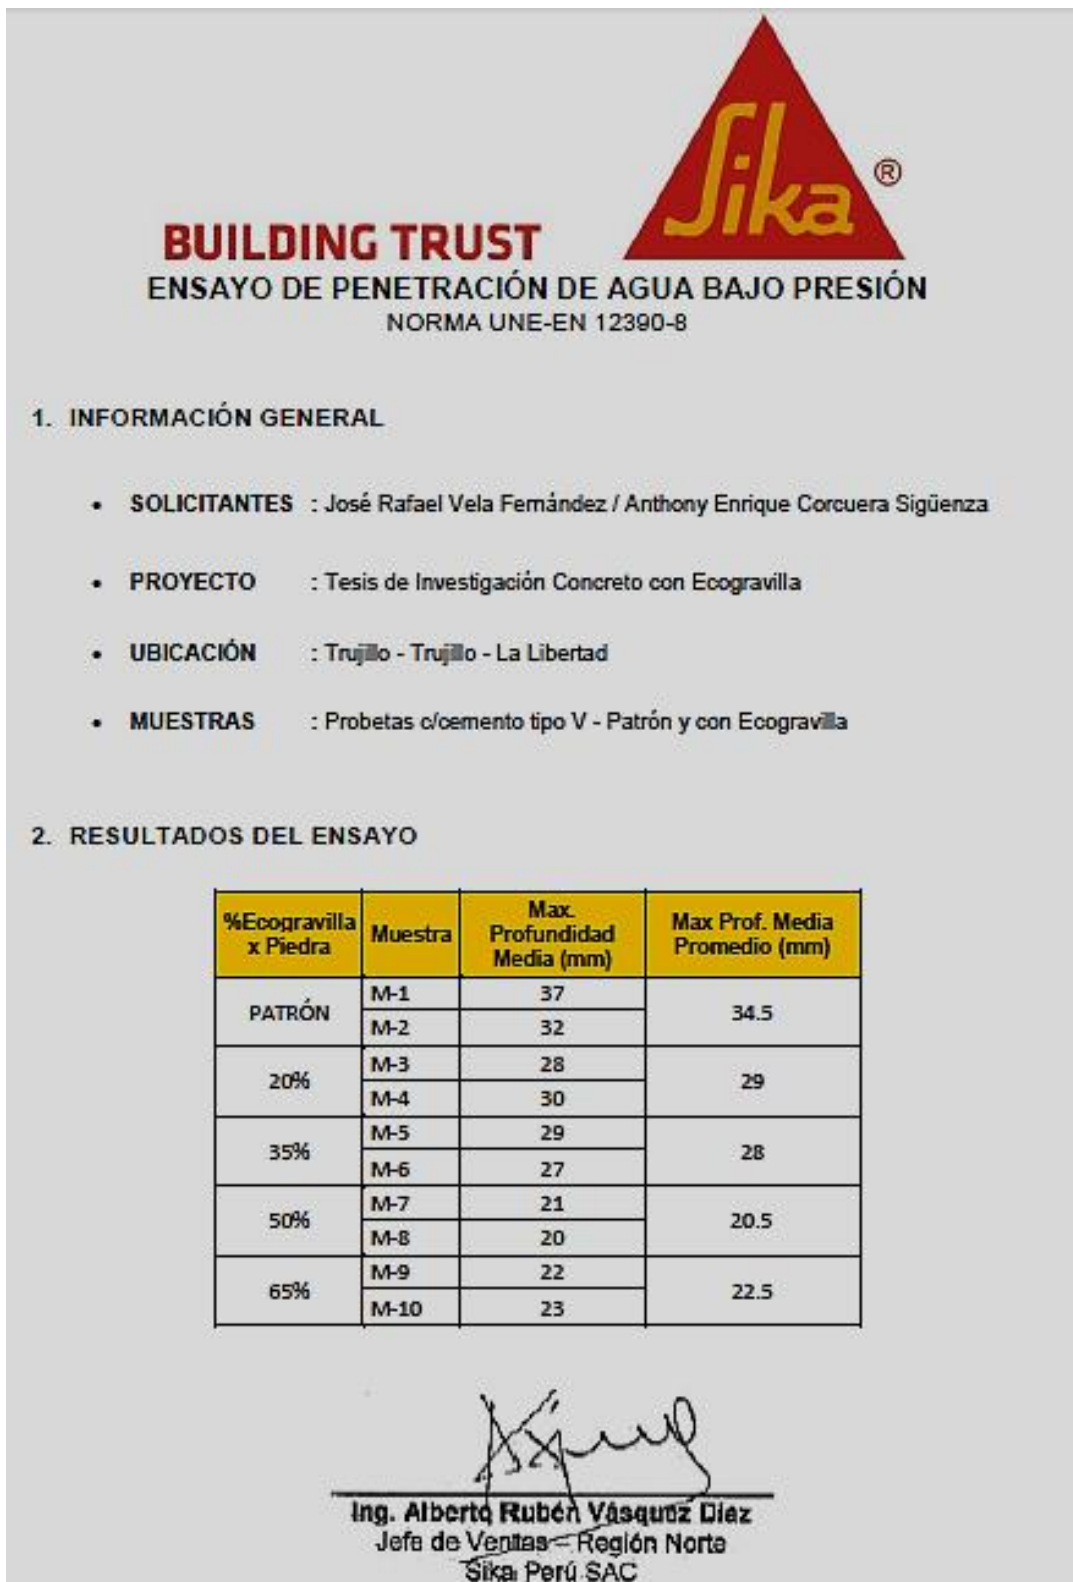 Sika®
BUILDING TRUST
ENSAYO DE PENETRACIÓN DE AGUA BAJO PRESIÓN
NORMA UNE-EN 12390-8
1. INFORMACIÓN GENERAL
• SOLICITANTES : José Rafael Vela Fernández / Anthony Enrique Corcuera Sigüenza
• PROYECTO : Tesis de Investigación Concreto con Ecogravilla
• UBICACIÓN : Trujillo - Trujillo - La Libertad
• MUESTRAS : Probetas c/cemento tipo V - Patrón y con Ecogravilla
2. RESULTADOS DEL ENSAYO
%Ecogravilla x Piedra Muestra Max. Profundidad Media (mm) Max Prof. Media Promedio (mm)
PATRÓN M-1 37 34.5
M-2 32
20% M-3 28 29
M-4 30
35% M-5 29 28
M-6 27
50% M-7 21 20.5
M-8 20
65% M-9 22 22.5
M-10 23
Ing. Alberto Rubén Vásquez Díaz
Jefe de Ventas – Región Norte
Sika Perú SAC